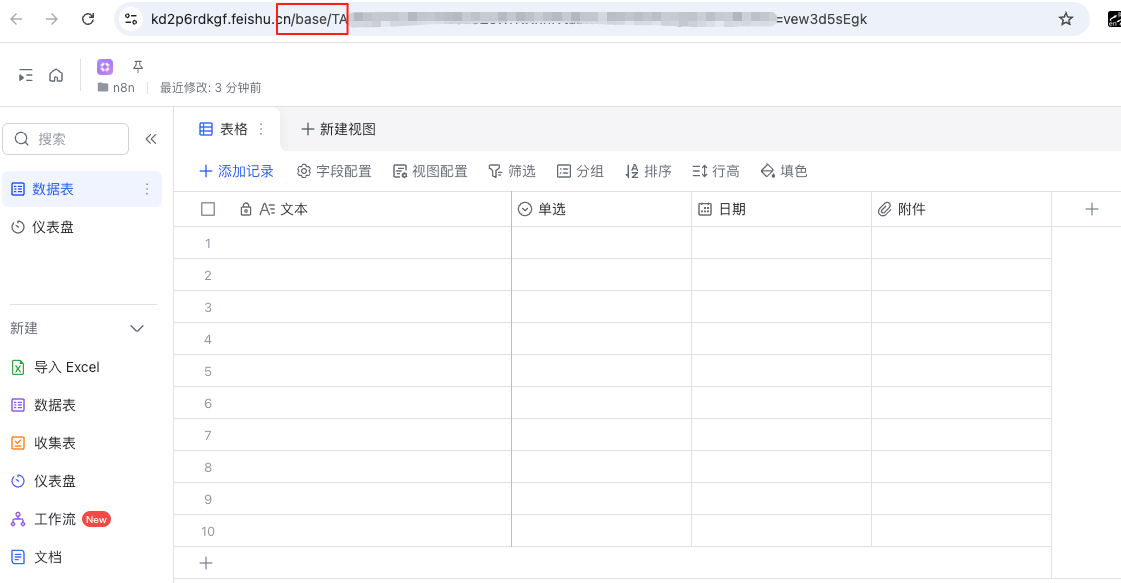 kd2p6rdkgf.feishu.cn/base/TA
=vew3d5sEgk
n8n
最近修改: 3 分钟前
搜索
表格
新建视图
数据表
添加记录
字段配置
视图配置
筛选
分组
排序
行高
填色
仪表盘
文本
单选
日期
附件
1
2
3
4
5
6
7
8
9
10
新建
导入 Excel
数据表
收集表
仪表盘
工作流 New
文档